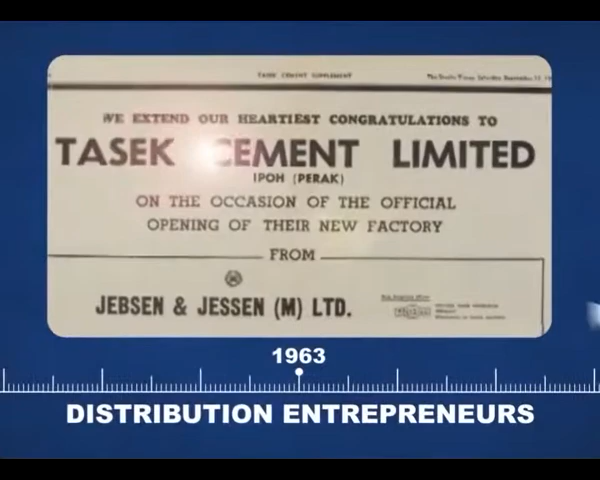 TASEK CEMENT SUPPLEMENT
WE EXTEND OUR HEARTIEST CONGRATULATIONS TO
TASEK CEMENT LIMITED
IPOH (PERAK)
ON THE OCCASION OF THE OFFICIAL
OPENING OF THEIR NEW FACTORY
FROM
JEBSEN & JESSEN (M) LTD.
1963
DISTRIBUTION ENTREPRENEURS